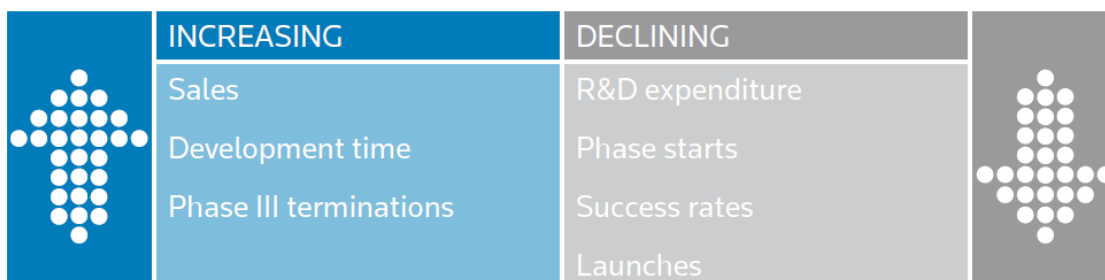 INCREASING
Sales
Development time
Phase III terminations
DECLINING
R&D expenditure
Phase starts
Success rates
Launches